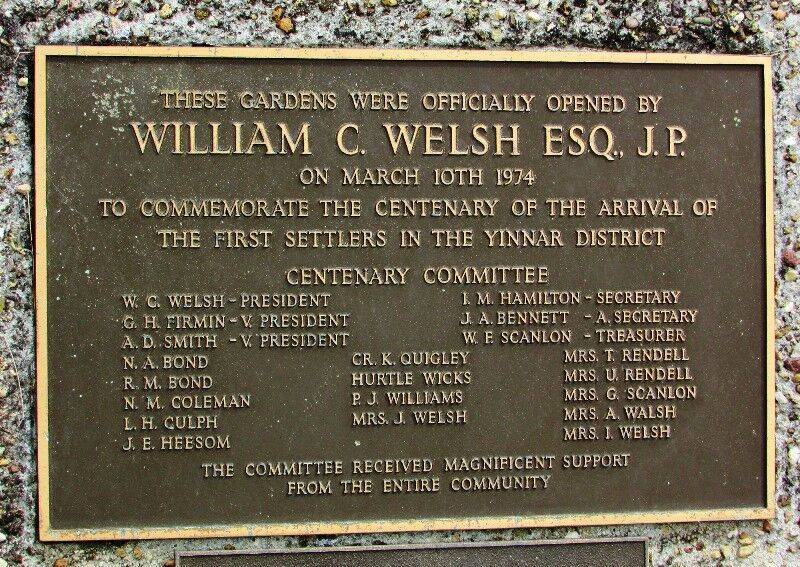 THESE GARDENS WERE OFFICIALLY OPENED BY
WILLIAM C. WELSH ESQ., J.P.
ON MARCH 10TH 1974
TO COMMEMORATE THE CENTENARY OF THE ARRIVAL OF
THE FIRST SETTLERS IN THE YINNAR DISTRICT
CENTENARY COMMITTEE
W. C. WELSH - PRESIDENT I. M. HAMILTON - SECRETARY
G. H. FIRMIN - V. PRESIDENT J. A. BENNETT - A. SECRETARY
A. D. SMITH - V. PRESIDENT W. F. SCANLON - TREASURER
N. A. BOND CR. K. QUIGLEY MRS. T. RENDELL
R. M. BOND HURTLE WICKS MRS. U. RENDELL
N. M. COLEMAN P. J. WILLIAMS MRS. G. SCANLON
L. H. CULPH MRS. J. WELSH MRS. A. WALSH
J. E. HEESOM MRS. I. WELSH
THE COMMITTEE RECEIVED MAGNIFICENT SUPPORT
FROM THE ENTIRE COMMUNITY